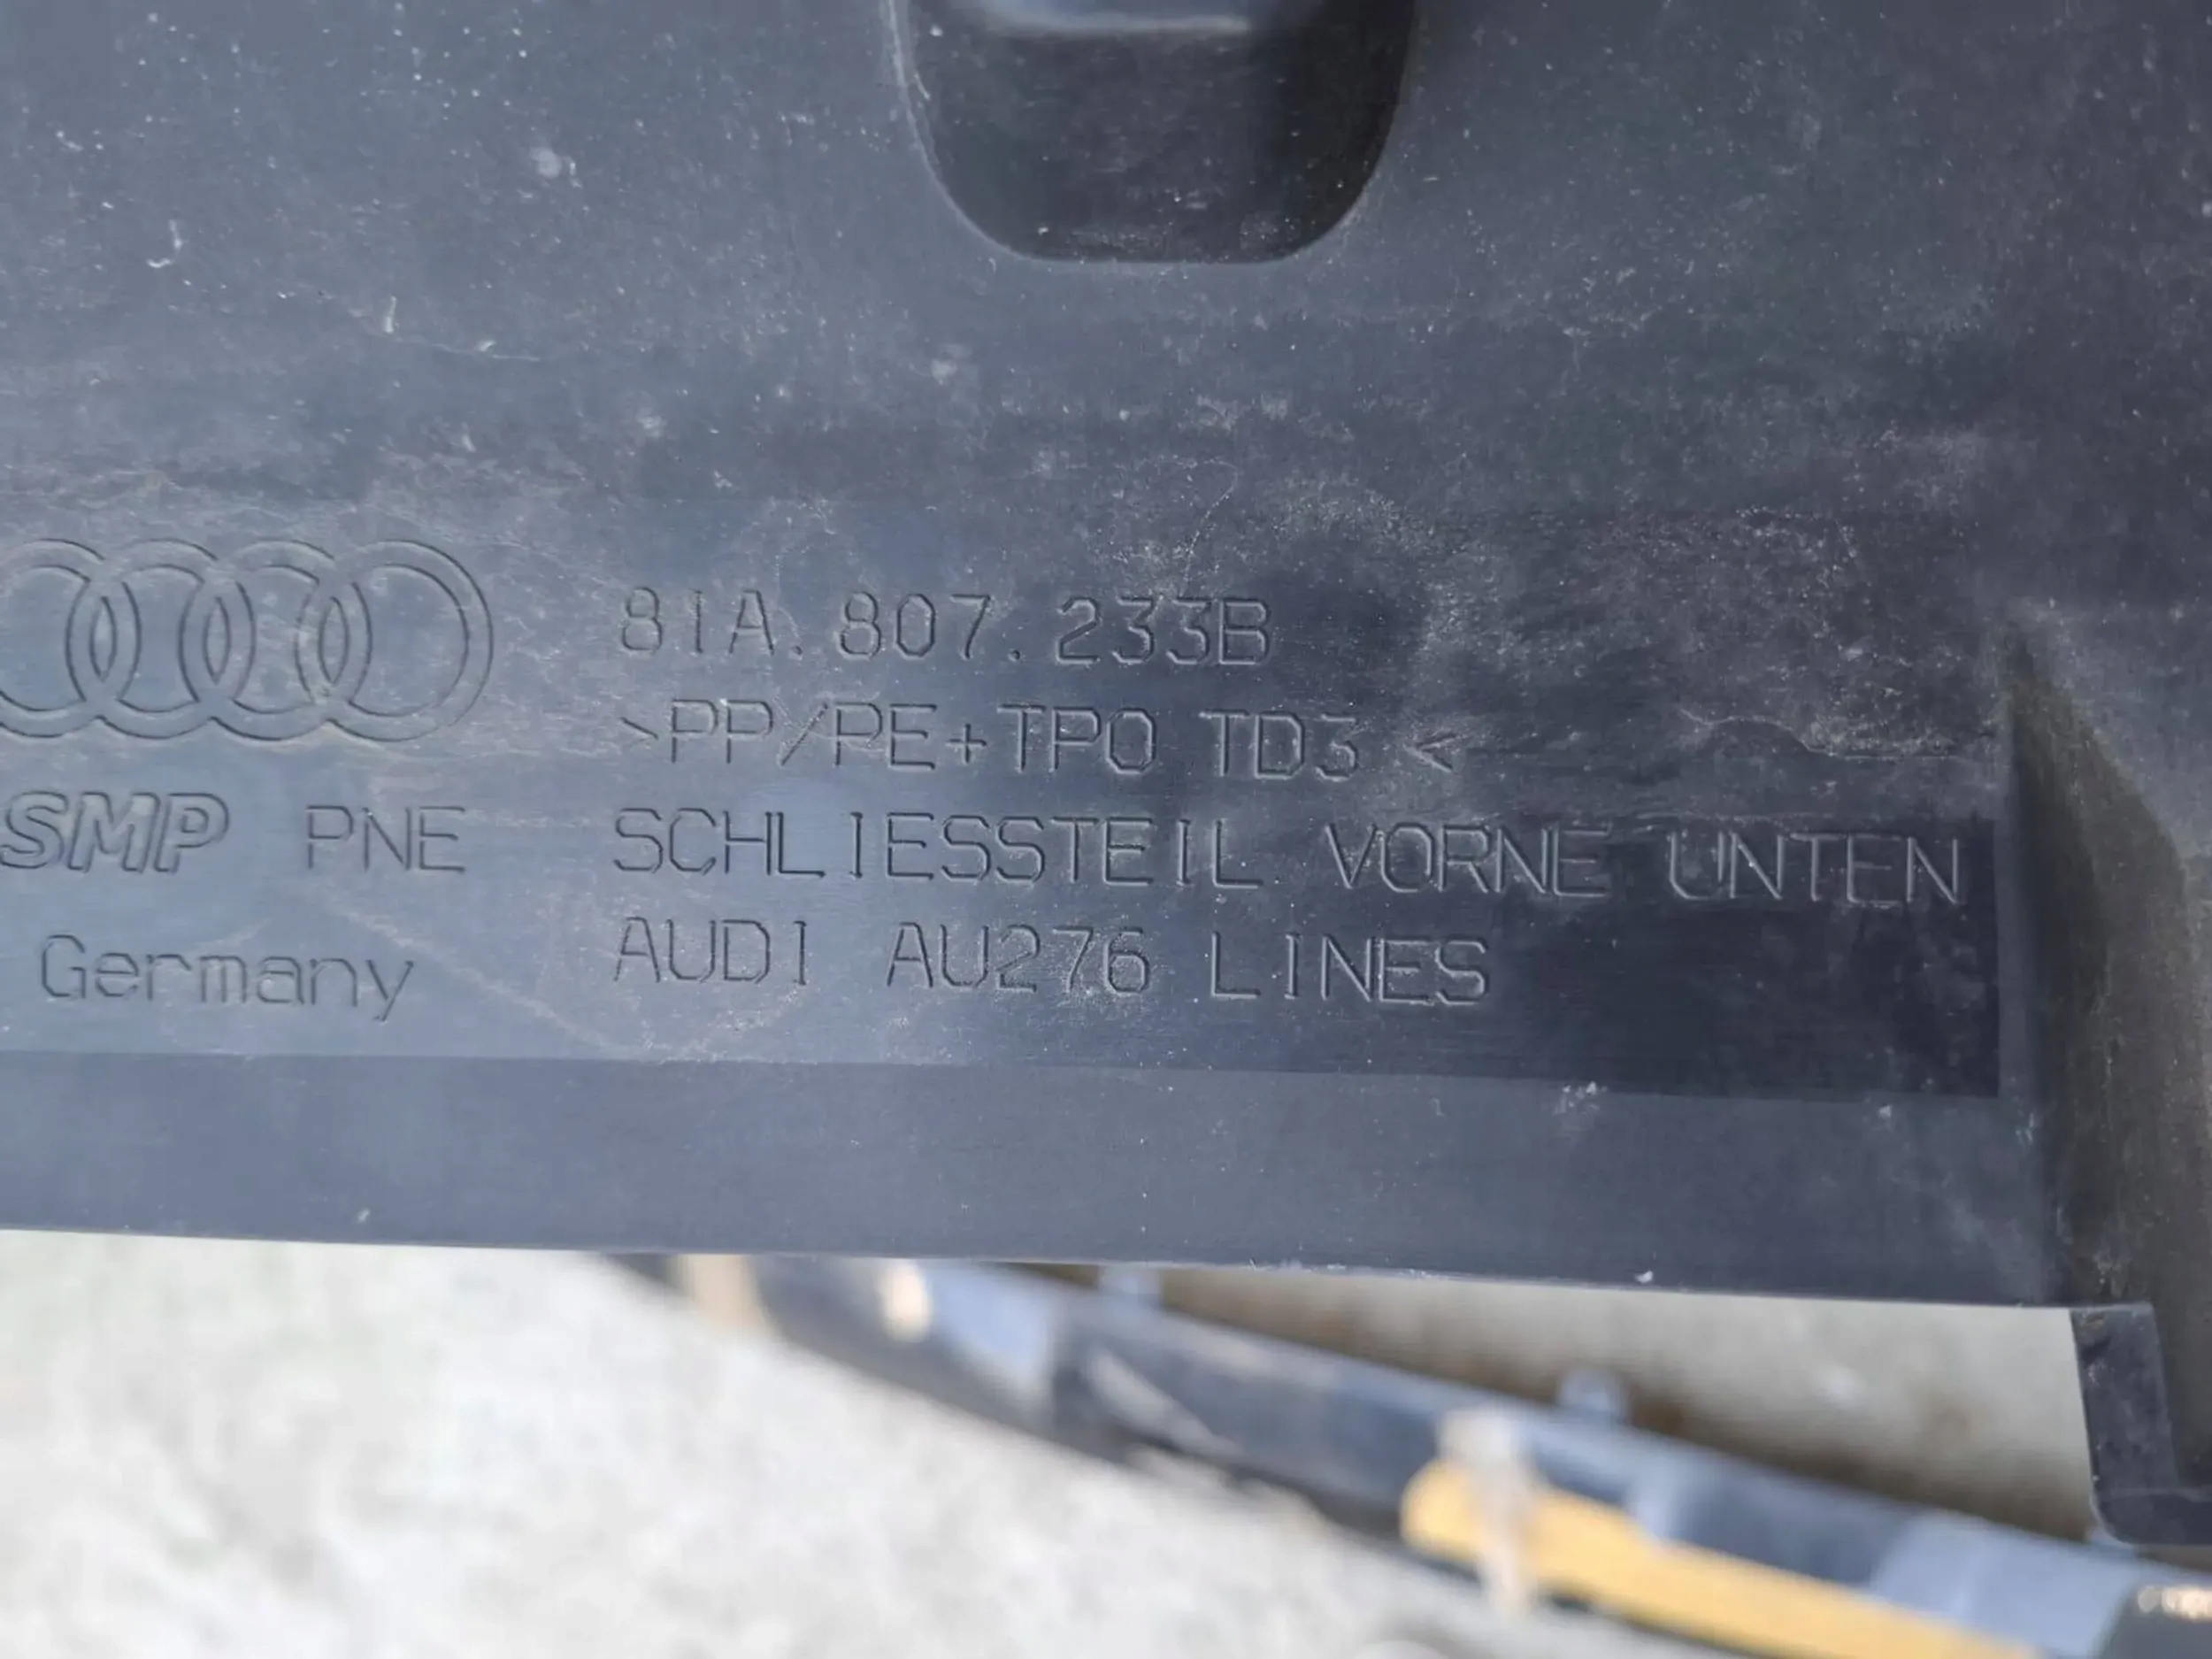 81A.807.233B
>PP/PE+TPO TD3 <
SMP PNE SCHLIESSTEIL VORNE UNTEN
Germany AUDI AU276 LINES